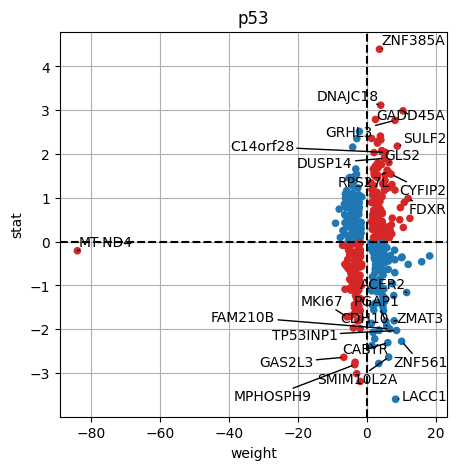 p53
ZNF385A
4
DNAJC18
3
GADD45A
GRHL3
SULF2
C14orf28
GLS2
2
DUSP14
RPS27L
CYFIP2
1
FDXR
stat
0
MT-ND4
ACER2
−1
MKI67
PGAP1
FAM210B
CDH10
ZMAT3
−2
TP53INP1
CABYR
GAS2L3
ZNF561
−3
SMIM10L2A
MPHOSPH9
LACC1
−80
−60
−40
−20
0
20
weight